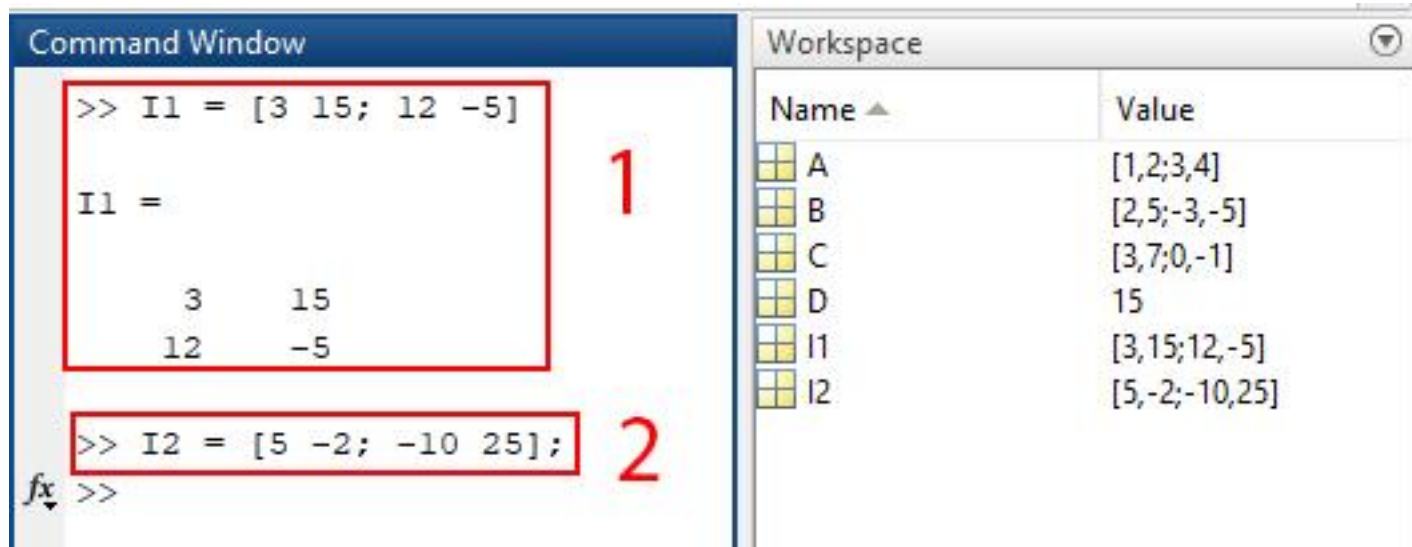 Command Window
>> I1 = [3 15; 12 -5]
1
I1 =
3 15
12 -5
>> I2 = [5 -2; -10 25];
2
fx >>
Workspace
Name Value
A [1,2;3,4]
B [2,5;-3,-5]
C [3,7;0,-1]
D 15
I1 [3,15;12,-5]
I2 [5,-2;-10,25]